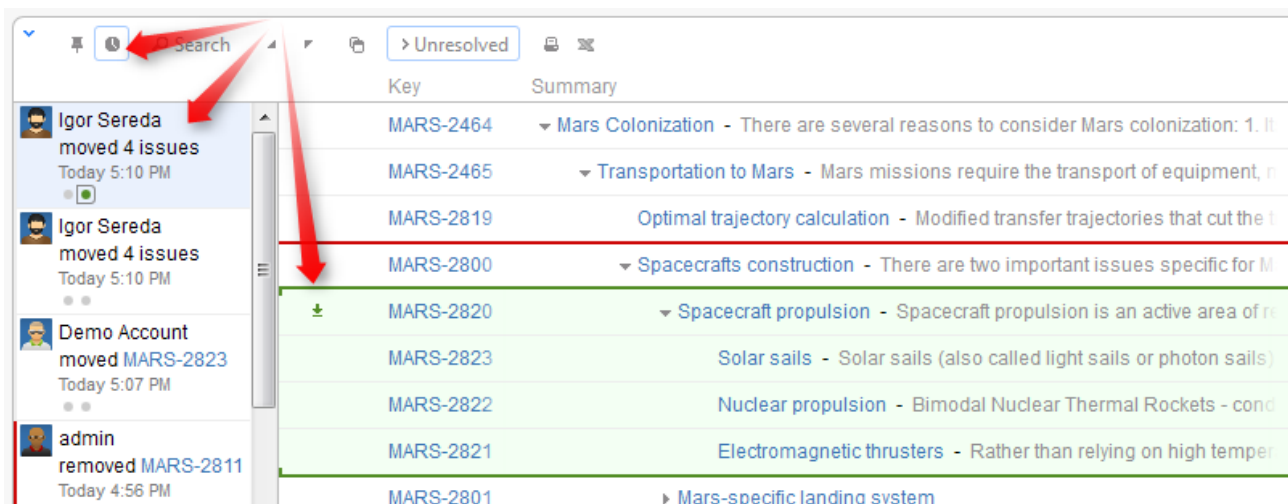 Search
> Unresolved
Key Summary
Igor Sereda
moved 4 issues
Today 5:10 PM
Igor Sereda
moved 4 issues
Today 5:10 PM
Demo Account
moved MARS-2823
Today 5:07 PM
admin
removed MARS-2811
Today 4:56 PM
MARS-2464 Mars Colonization - There are several reasons to consider Mars colonization: 1.
MARS-2465 Transportation to Mars - Mars missions require the transport of equipment,
MARS-2819 Optimal trajectory calculation - Modified transfer trajectories that cut the
MARS-2800 Spacecrafts construction - There are two important issues specific for
MARS-2820 Spacecraft propulsion - Spacecraft propulsion is an active area of
MARS-2823 Solar sails - Solar sails (also called light sails or photon sails)
MARS-2822 Nuclear propulsion - Bimodal Nuclear Thermal Rockets - cond
MARS-2821 Electromagnetic thrusters - Rather than relying on high temper
MARS-2801 Mars-specific landing system